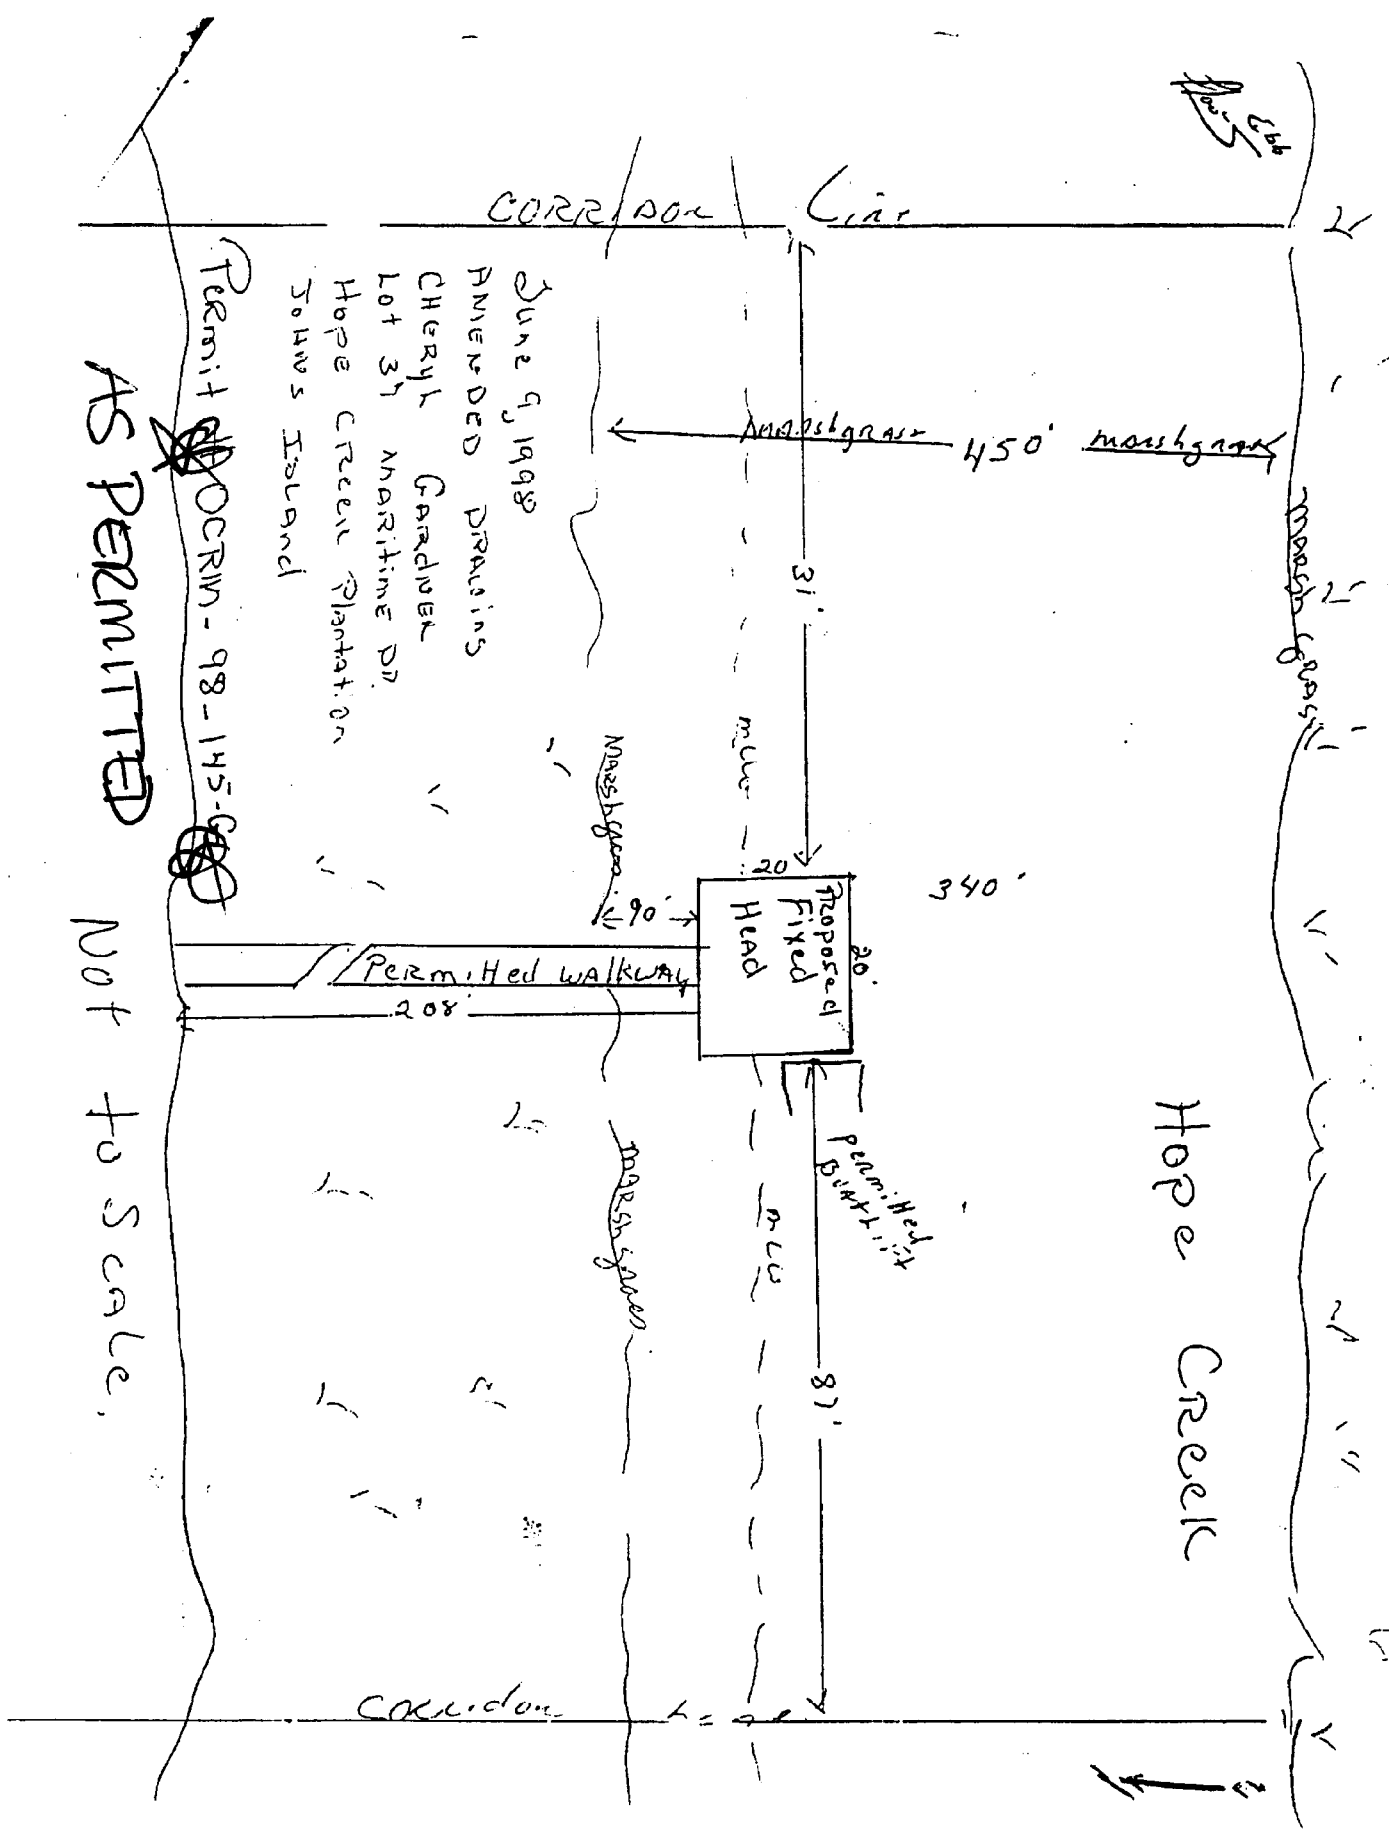 Ebb
CORRIDOR Line
June 9, 1998
AMENDED DRAWING
CHERYL GARDNER
Lot 37 MARITIME DR.
HOPE CREEK Plantation
JOHNS ISLAND
Permit # OCRM-98-145-G
AS PERMITTED
Not to Scale.
Marshgrass
450'
marshgrass
marsh Grass
31'
mlw
Marshgrass
90'
20'
20'
Proposed
Fixed
Head
340'
Permitted WAlKWAY
208'
permitted
Boatlift
87'
mlw
MARShgrass
Hope Creek
Corridor Line